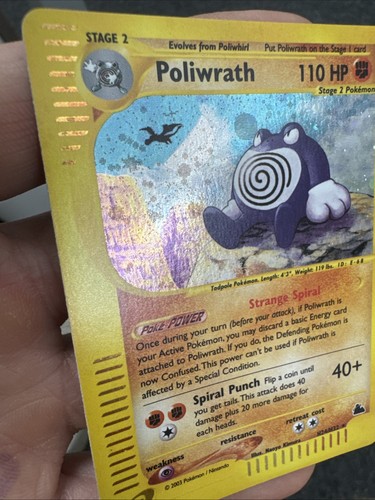 STAGE 2
Evolves from Poliwhirl Put Poliwrath on the Stage 1 card
Poliwrath 110 HP
Stage 2 Pokémon
Tadpole Pokémon. Length: 4'3", Weight: 119 lbs. ID: E-48
Strange Spiral
POKé POWER
Once during your turn (before your attack), if Poliwrath is
your Active Pokémon, you may discard a basic Energy card
attached to Poliwrath. If you do, the Defending Pokémon is
now Confused. This power can't be used if Poliwrath is
affected by a Special Condition.
Spiral Punch Flip a coin until
you get tails. This attack does 40
damage plus 20 more damage for
each heads.
40+
weakness resistance retreat cost
Illus. Naoyo Kimura
© 2003 Pokémon / Nintendo